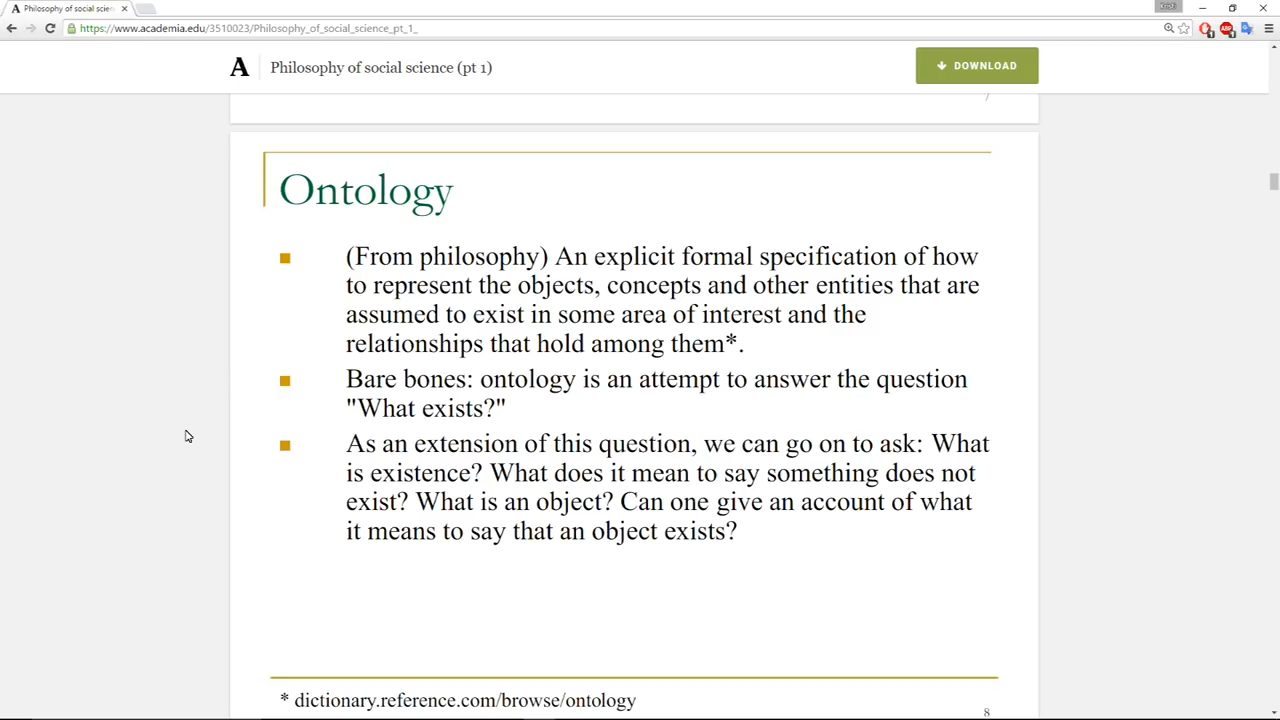 Philosophy of social scien
https://www.academia.edu/3510023/Philosophy_of_social_science_pt_1_
A
Philosophy of social science (pt 1)
DOWNLOAD
Ontology
(From philosophy) An explicit formal specification of how
to represent the objects, concepts and other entities that are
assumed to exist in some area of interest and the
relationships that hold among them*.
Bare bones: ontology is an attempt to answer the question
"What exists?"
As an extension of this question, we can go on to ask: What
is existence? What does it mean to say something does not
exist? What is an object? Can one give an account of what
it means to say that an object exists?
* dictionary.reference.com/browse/ontology
8